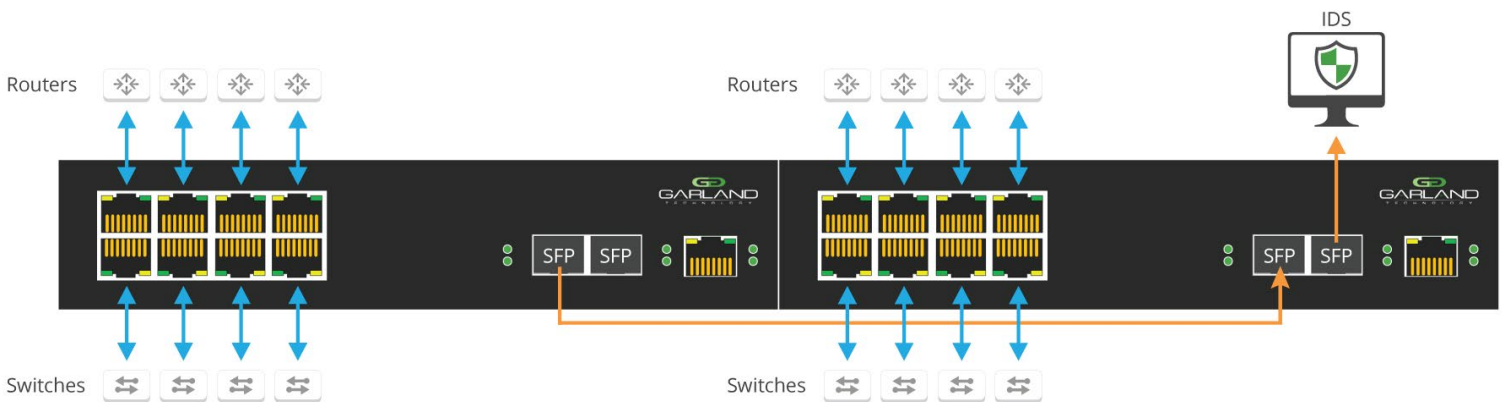 IDS
Routers
Routers
GARLAND
TECHNOLOGY
GARLAND
TECHNOLOGY
SFP SFP
SFP SFP
Switches
Switches